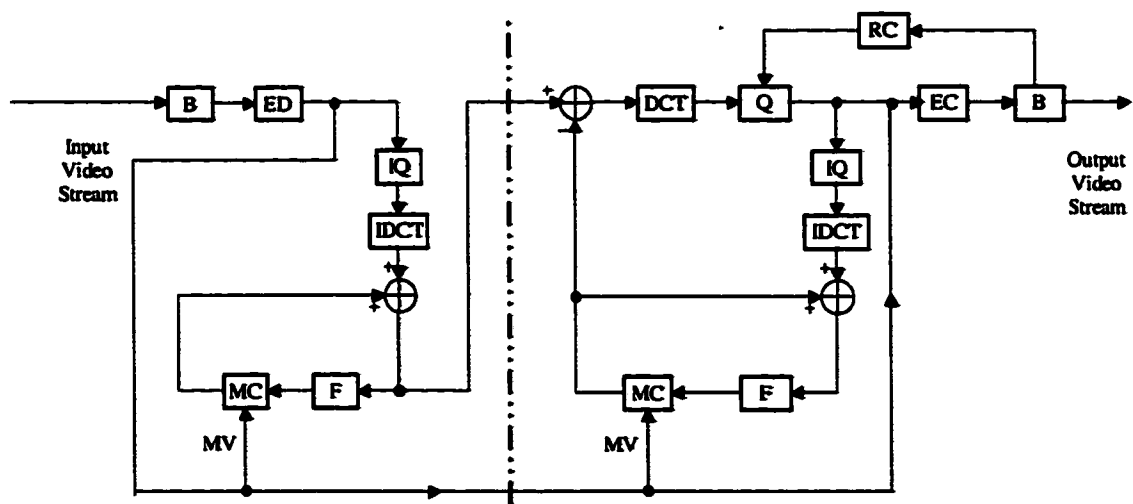 RC
B
ED
DCT
Q
EC
B
Input
Video
Stream
IQ
IQ
Output
Video
Stream
IDCT
IDCT
+
-
+
+
+
+
MC
F
MC
F
MV
MV